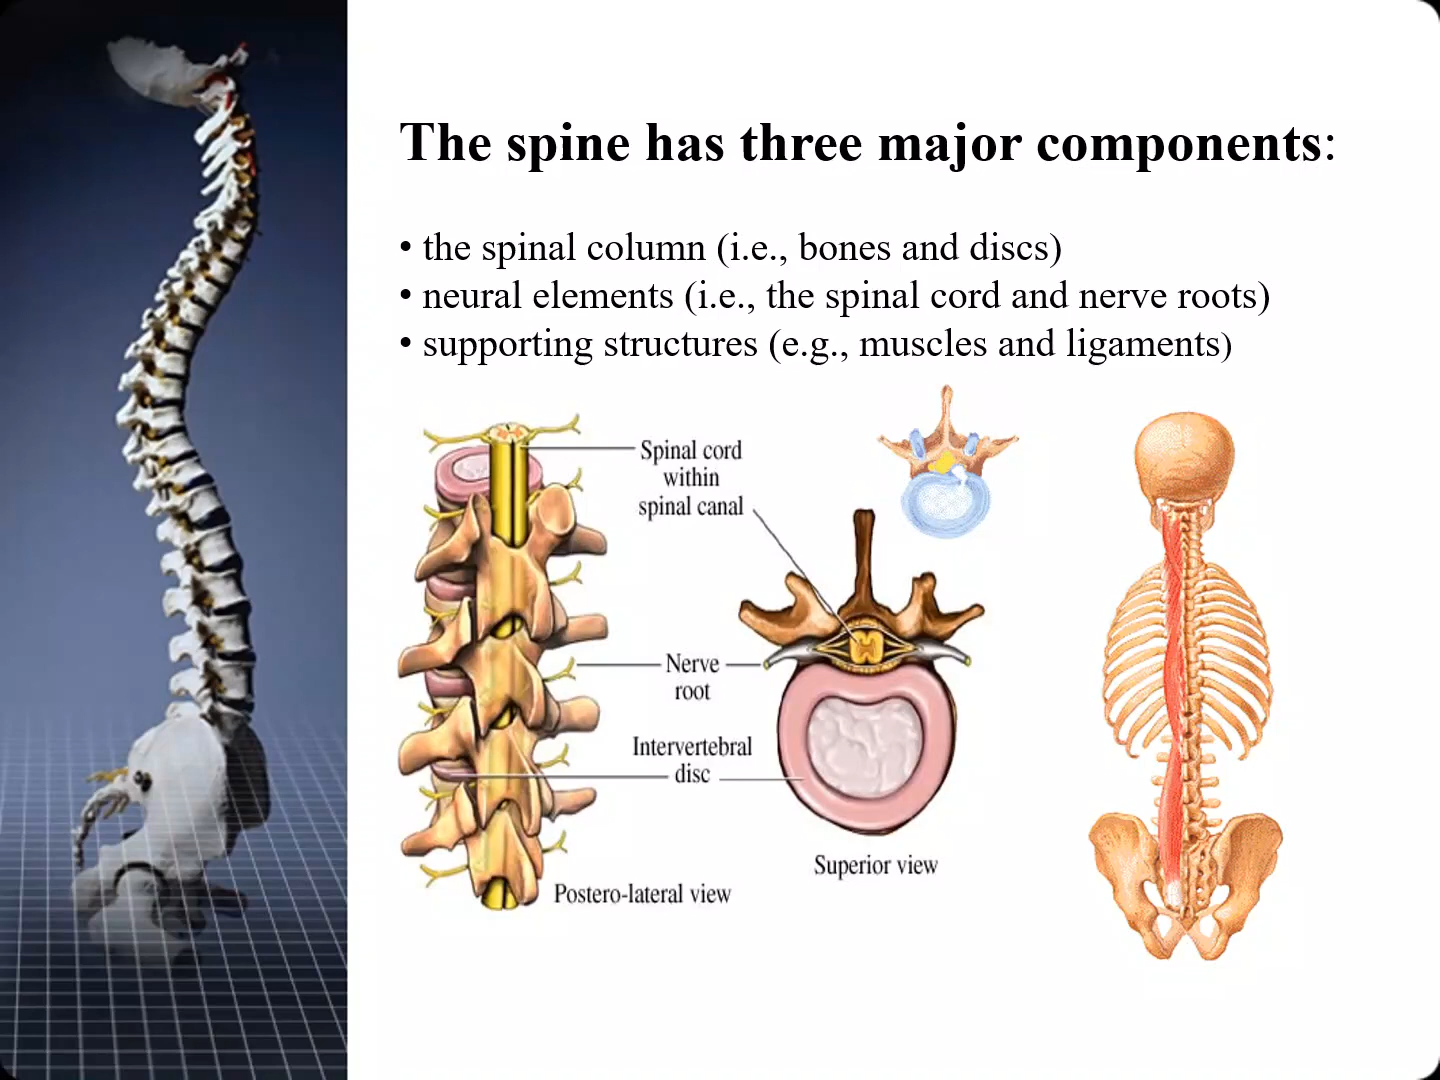 The spine has three major components:
• the spinal column (i.e., bones and discs)
• neural elements (i.e., the spinal cord and nerve roots)
• supporting structures (e.g., muscles and ligaments)
Spinal cord
within
spinal canal
Nerve
root
Intervertebral
disc
Superior view
Postero-lateral view